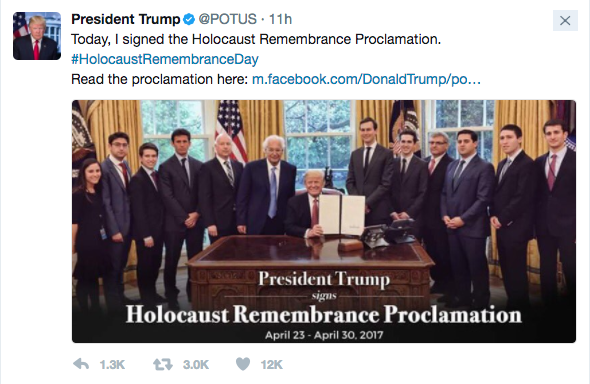 President Trump @POTUS · 11h
Today, I signed the Holocaust Remembrance Proclamation.
#HolocaustRemembranceDay
Read the proclamation here: m.facebook.com/DonaldTrump/po…
President Trump
signs
Holocaust Remembrance Proclamation
April 23 - April 30, 2017
1.3K 3.0K 12K